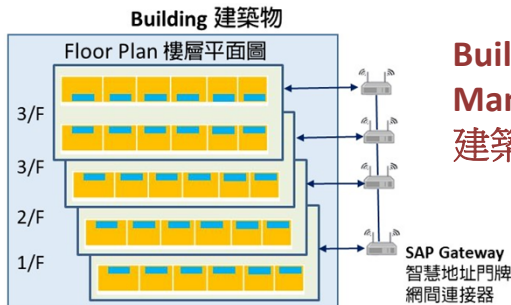 Building 建築物
Floor Plan 樓層平面圖
3/F
3/F
2/F
1/F
SAP Gateway
智慧地址門牌
網間連接器